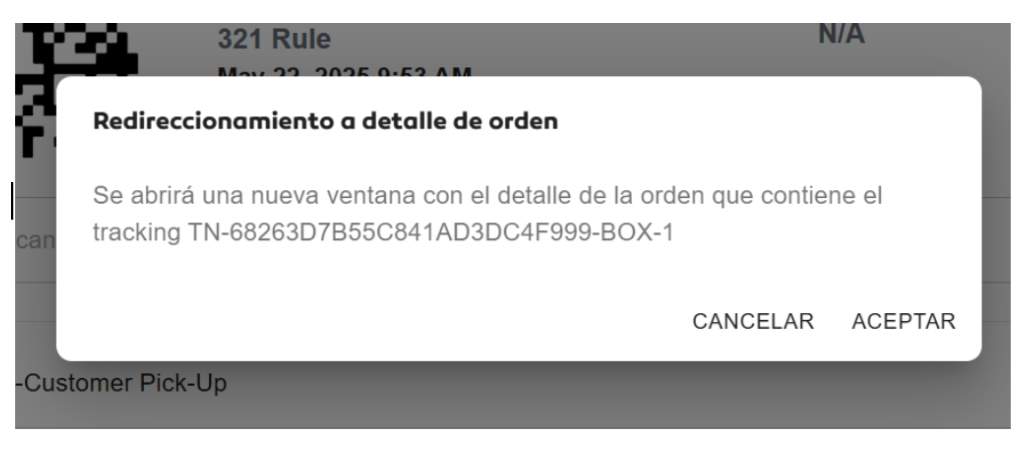 321 Rule
N/A
May 22, 2025 9:53 AM
Redireccionamiento a detalle de orden
Se abrirá una nueva ventana con el detalle de la orden que contiene el
tracking TN-68263D7B55C841AD3DC4F999-BOX-1
can
CANCELAR
ACEPTAR
-Customer Pick-Up